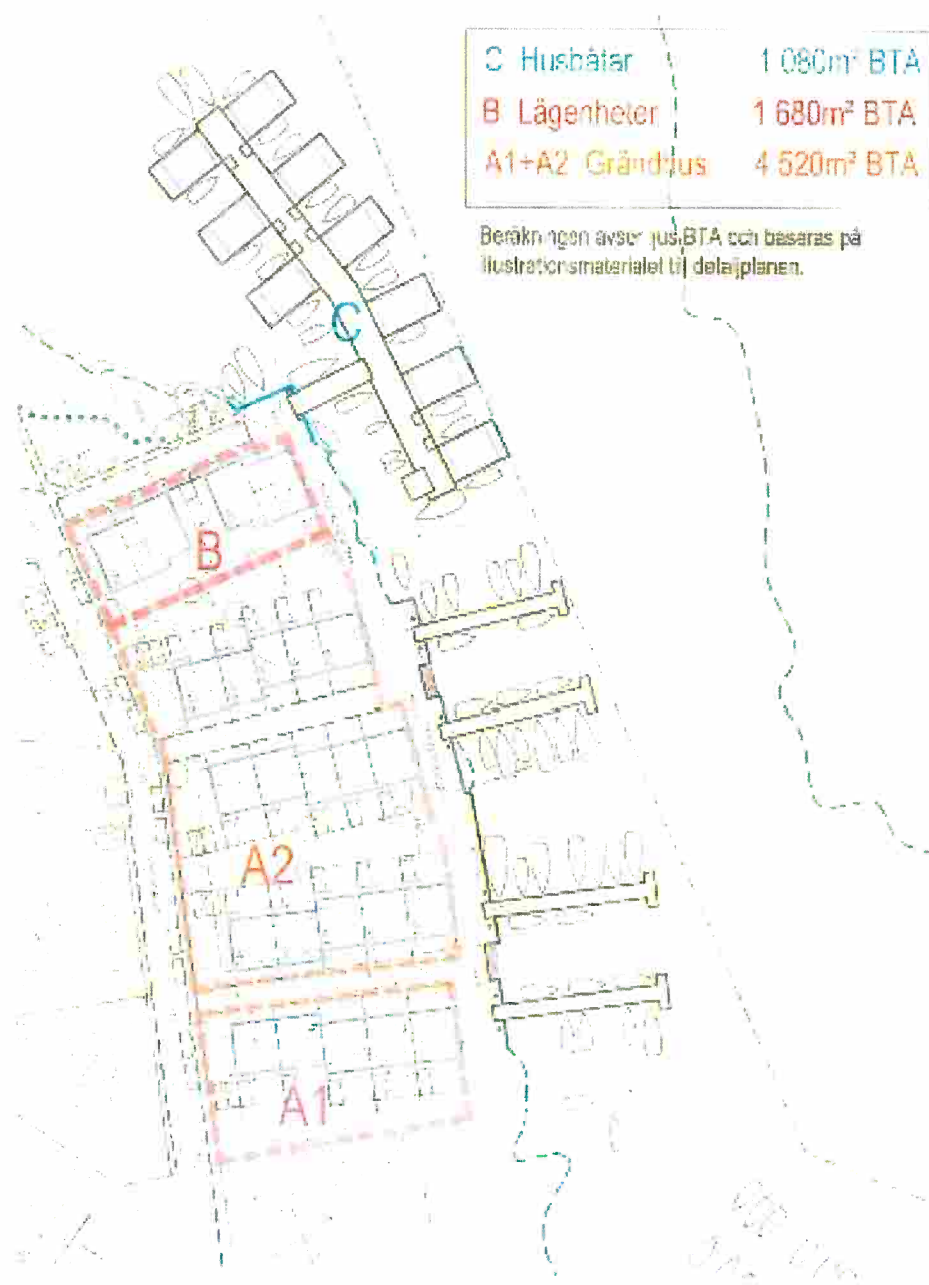 C Husbåtar 1 080m² BTA
B Lägenheter 1 680m² BTA
A1+A2 Grändhus 4 520m² BTA
Beräkningen avser ljus BTA och baseras på
illustrationsmaterialet till detaljplanen.
C
B
A2
A1